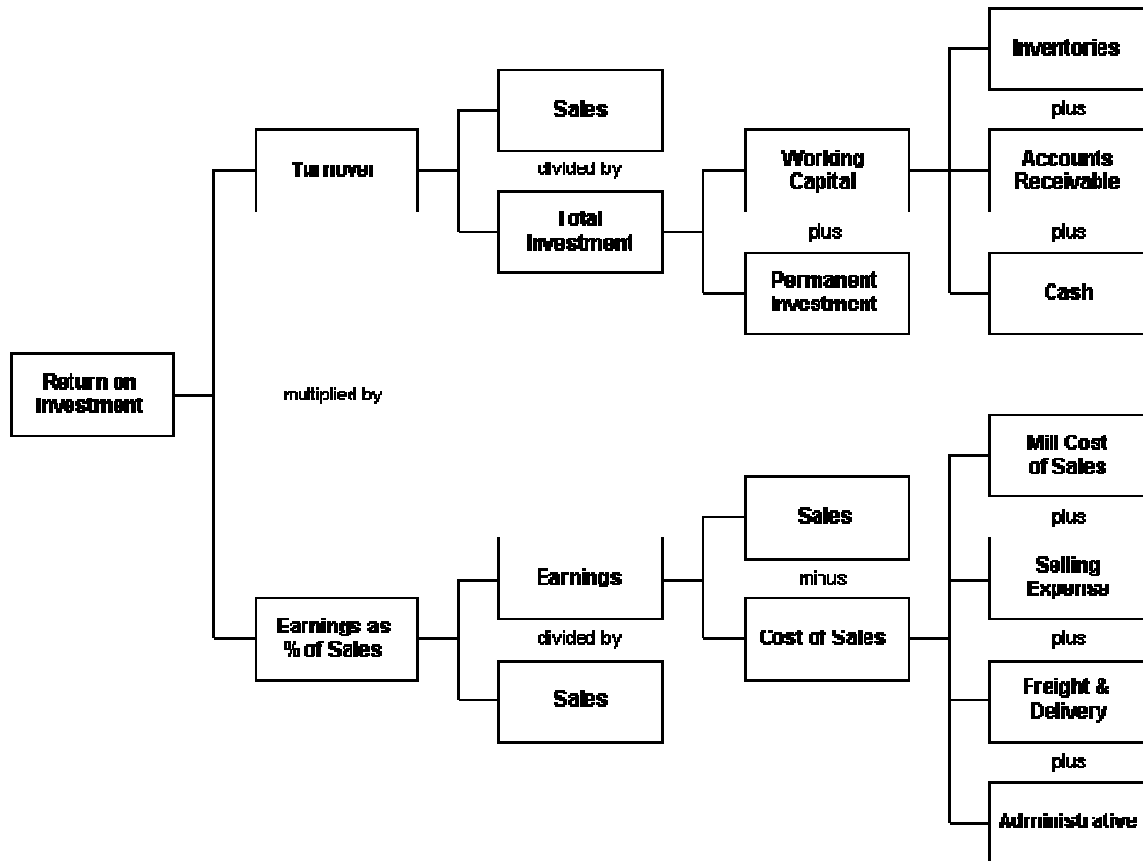 Inventories
plus
Sales
Turnover
divided by
Working
Capital
Accounts
Receivable
Total
Investment
plus
plus
Permanent
Investment
Cash
Return on
Investment
multiplied by
Mill Cost
of Sales
Sales
plus
Earnings
minus
Selling
Expense
Earnings as
% of Sales
divided by
Cost of Sales
plus
Sales
Freight &
Delivery
plus
Administrative